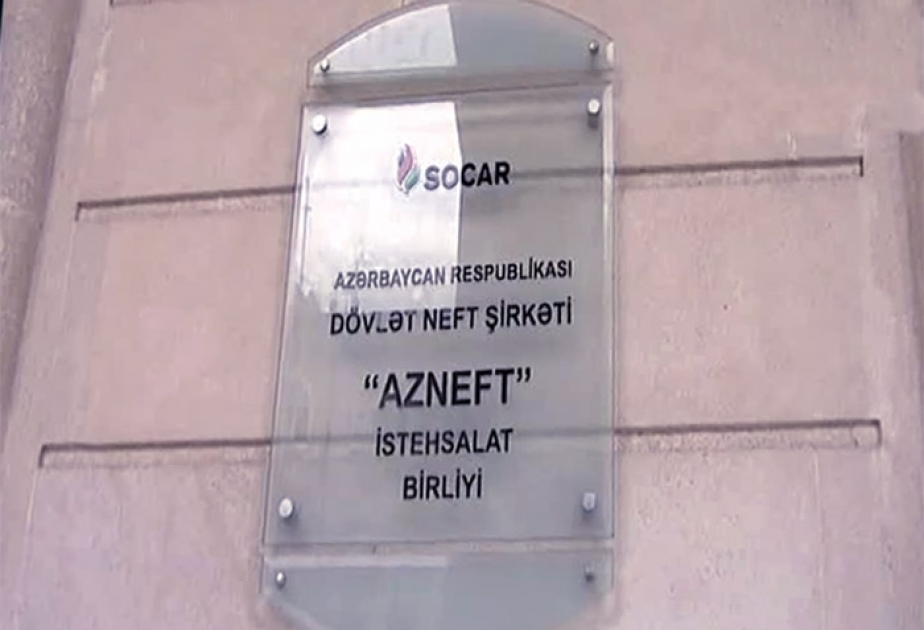 SOCAR
AZƏRBAYCAN RESPUBLİKASI
DÖVLƏT NEFT ŞİRKƏTİ
“AZNEFT”
İSTEHSALAT
BİRLİYİ